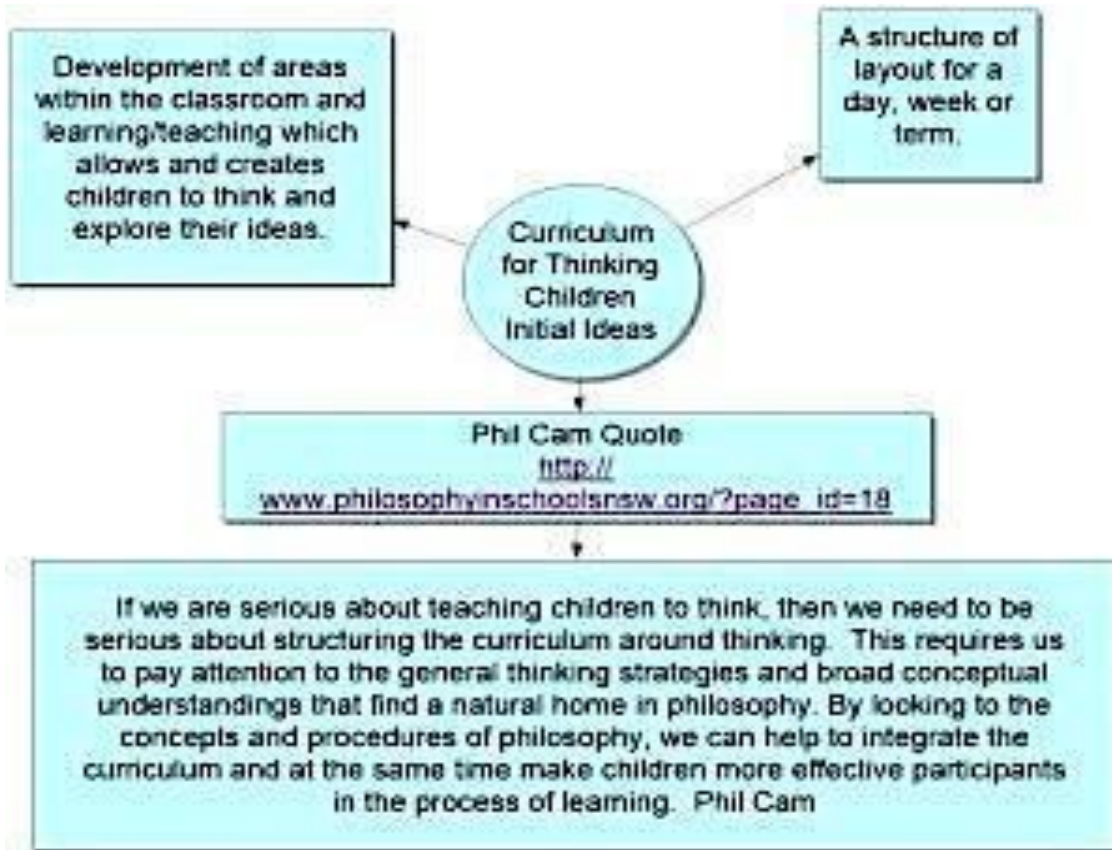 Development of areas
within the classroom and
learning/teaching which
allows and creates
children to think and
explore their ideas.
A structure of
layout for a
day, week or
term.
Curriculum
for Thinking
Children
Initial Ideas
Phil Cam Quote
http://
www.philosophyinschoolsnsw.org/?page_id=18
If we are serious about teaching children to think, then we need to be
serious about structuring the curriculum around thinking.  This requires us
to pay attention to the general thinking strategies and broad conceptual
understandings that find a natural home in philosophy. By looking to the
concepts and procedures of philosophy, we can help to integrate the
curriculum and at the same time make children more effective participants
in the process of learning.  Phil Cam